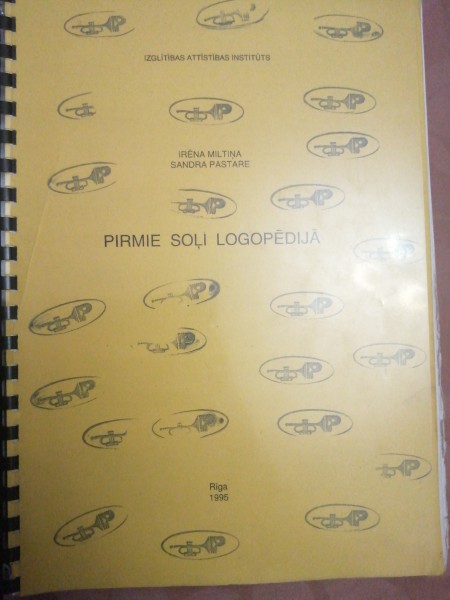 IZGLĪTĪBAS ATTĪSTĪBAS INSTITŪTS
IRĒNA MILTIŅA
SANDRA PASTARE
PIRMIE SOĻI LOGOPĒDIJĀ
Rīga
1995